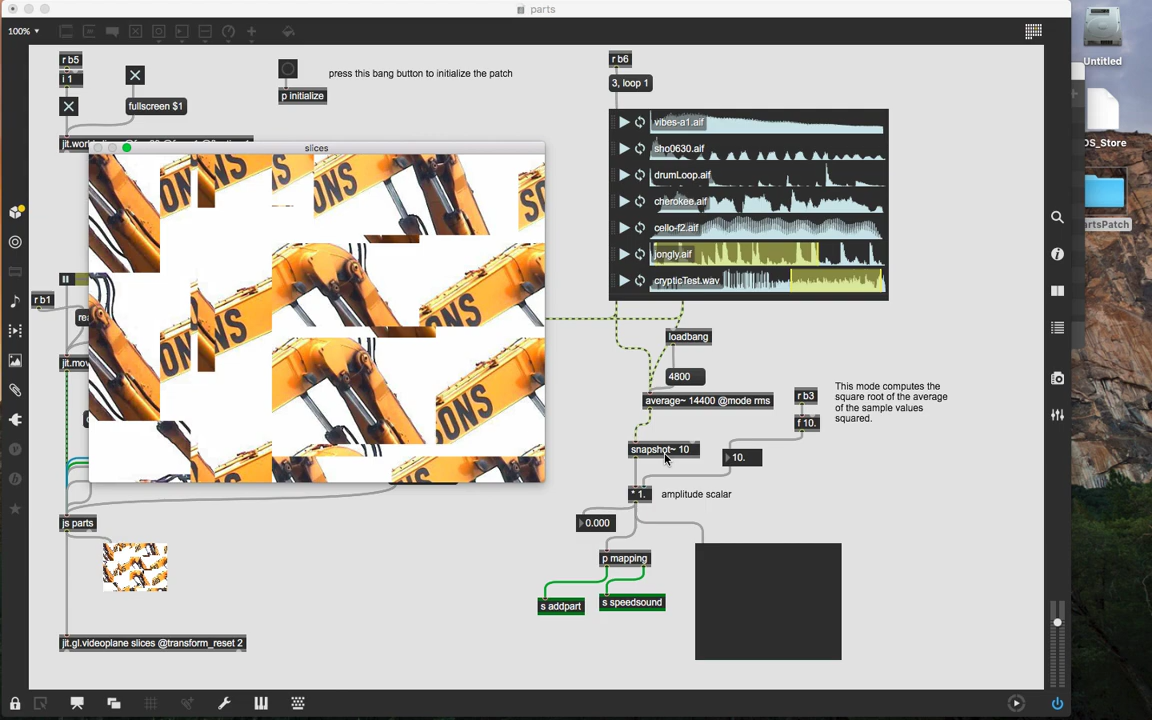 parts
100%
r b5
i 1
fullscreen $1
press this bang button to initialize the patch
p initialize
r b6
3, loop 1
vibes-a1.aif
sho0630.aif
drumLoop.aif
cherokee.aif
cello-f2.aif
jongly.aif
crypticTest.wav
Untitled
slices
ONS
SONS
ONS
r b1
loadbang
4800
average~ 14400 @mode rms
r b3
f 10.
This mode computes the
square root of the average
of the sample values
squared.
snapshot~ 10
10.
* 1.
amplitude scalar
0.000
js parts
p mapping
s addpart
s speedsound
jit.gl.videoplane slices @transform_reset 2